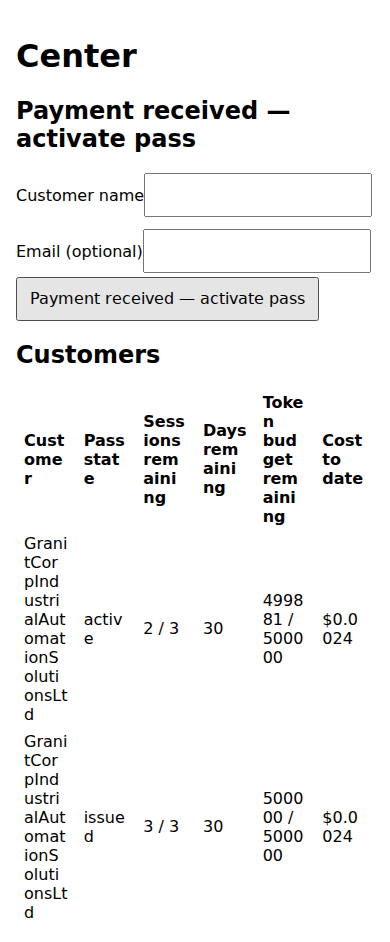 Center
Payment received —
activate pass
Customer name
Email (optional)
Payment received — activate pass
Customers
Cust
ome
r
Pass
stat
e
Sess
ions
rem
aini
ng
Days
rem
aini
ng
Toke
n
bud
get
rem
aini
ng
Cost
to
date
Grani
tCor
pInd
ustri
alAut
omat
ionS
oluti
onsLt
d
activ
e
2 / 3
30
4998
81 /
5000
00
$0.0
024
Grani
tCor
pInd
ustri
alAut
omat
ionS
oluti
onsLt
d
issue
d
3 / 3
30
5000
00 /
5000
00
$0.0
024